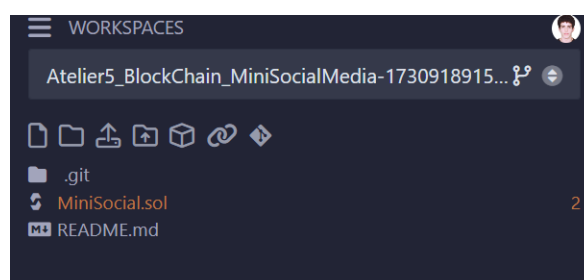 WORKSPACES
Atelier5_BlockChain_MiniSocialMedia-1730918915...
.git
MiniSocial.sol 2
README.md